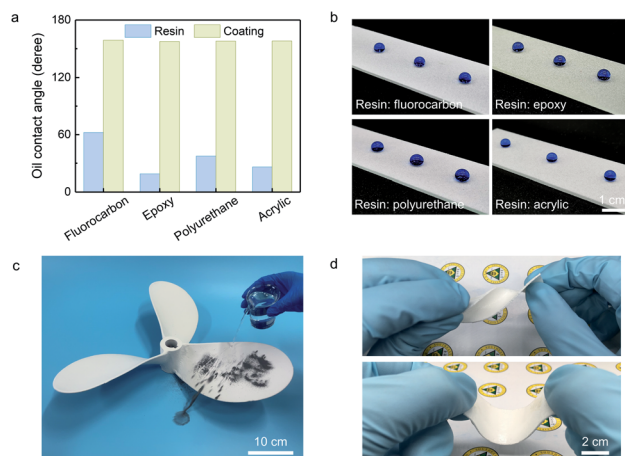 a
Oil contact angle (deree)
180
120
60
0
Resin
Coating
Fluorocarbon
Epoxy
Polyurethane
Acrylic
b
Resin: fluorocarbon
Resin: epoxy
Resin: polyurethane
Resin: acrylic
1 cm
c
10 cm
d
2 cm